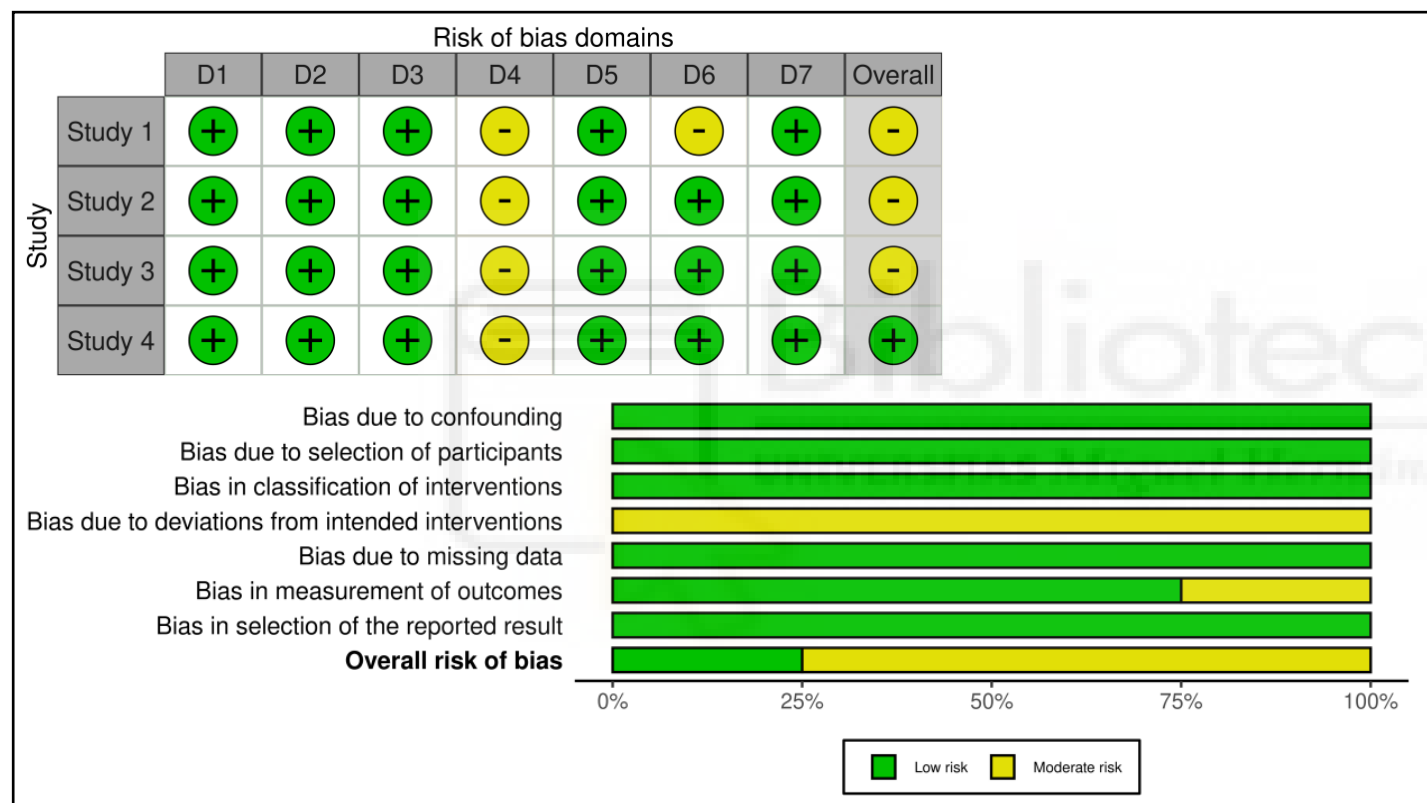 Risk of bias domains
D1 D2 D3 D4 D5 D6 D7 Overall
Study
Study 1 + + + - + - + -
Study 2 + + + - + + + -
Study 3 + + + - + + + -
Study 4 + + + - + + + +
Bias due to confounding
Bias due to selection of participants
Bias in classification of interventions
Bias due to deviations from intended interventions
Bias due to missing data
Bias in measurement of outcomes
Bias in selection of the reported result
Overall risk of bias
0% 25% 50% 75% 100%
Low risk Moderate risk
Bibliotec
UNIVERSITAS Miguel